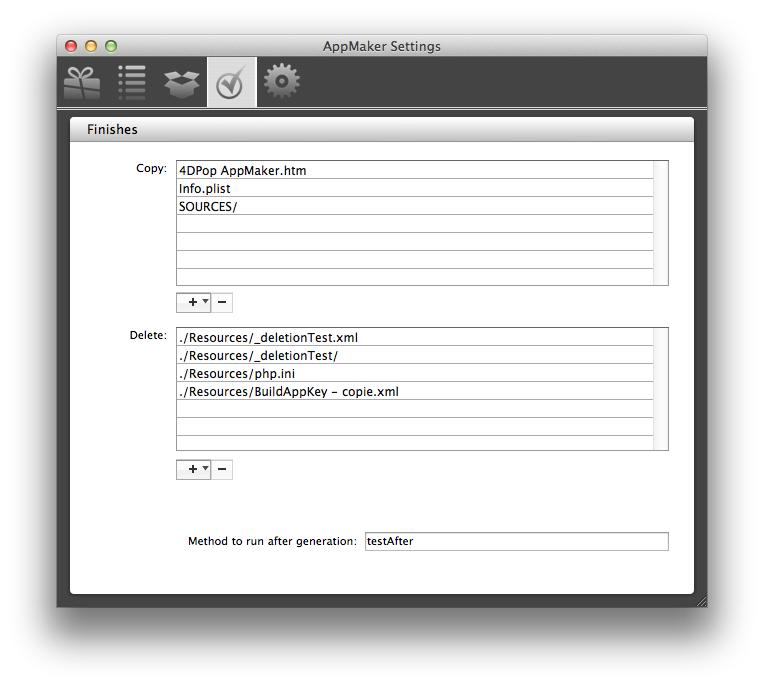 AppMaker Settings
Finishes
Copy:
4DPop AppMaker.htm
Info.plist
SOURCES/
Delete:
./Resources/_deletionTest.xml
./Resources/_deletionTest/
./Resources/php.ini
./Resources/BuildAppKey - copie.xml
Method to run after generation: testAfter